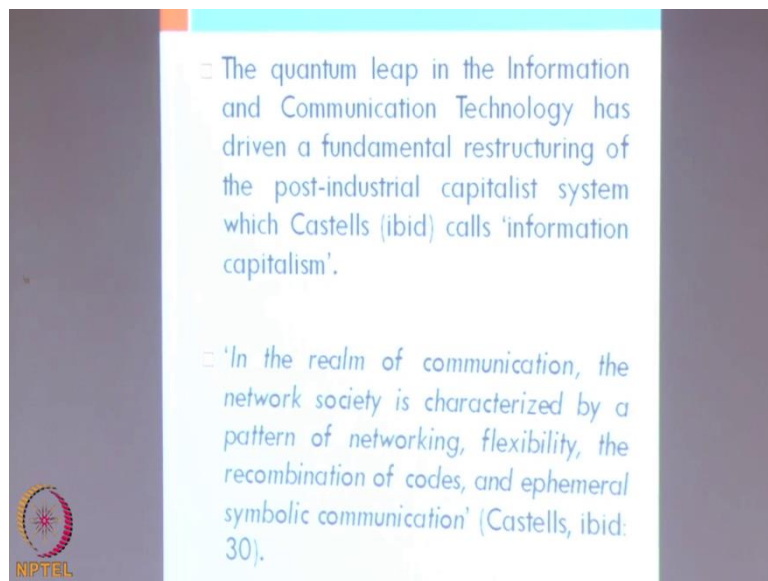 The quantum leap in the Information
and Communication Technology has
driven a fundamental restructuring of
the post-industrial capitalist system
which Castells (ibid) calls 'information
capitalism'.
'In the realm of communication, the
network society is characterized by a
pattern of networking, flexibility, the
recombination of codes, and ephemeral
symbolic communication' (Castells, ibid:
30).
NPTEL